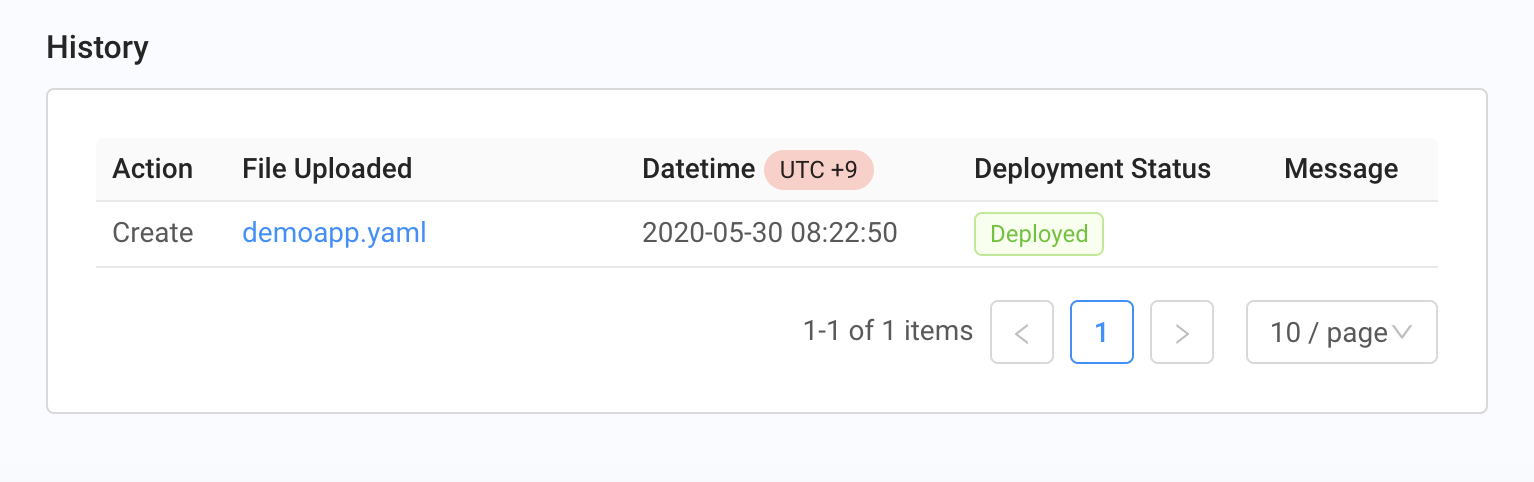 History
Action File Uploaded Datetime UTC +9 Deployment Status Message
Create demoapp.yaml 2020-05-30 08:22:50 Deployed
1-1 of 1 items < 1 > 10 / page